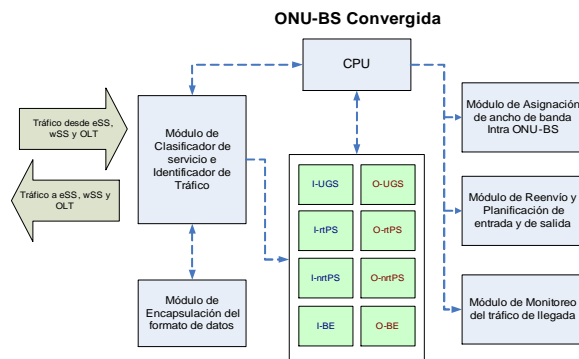 ONU-BS Convergida
CPU
Tráfico desde eSS,
wSS y OLT
Tráfico a eSS, wSS y
OLT
Módulo de
Clasificador de
servicio e
Identificador de
Tráfico
Módulo de
Encapsulación del
formato de datos
I-UGS
O-UGS
I-rtPS
O-rtPS
I-nrtPS
O-nrtPS
I-BE
O-BE
Módulo de Asignación
de ancho de banda
Intra ONU-BS
Módulo de Reenvío y
Planificación de
entrada y de salida
Módulo de Monitoreo
del tráfico de llegada